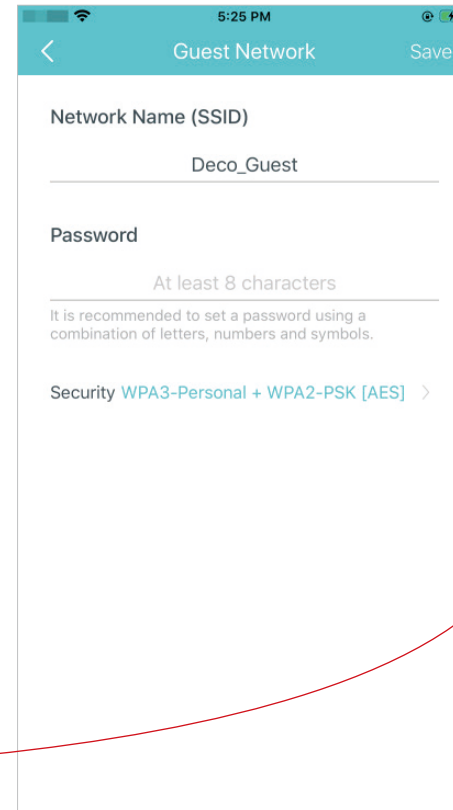 5:25 PM
Guest Network
Save
Network Name (SSID)
Deco_Guest
Password
At least 8 characters
It is recommended to set a password using a
combination of letters, numbers and symbols.
Security WPA3-Personal + WPA2-PSK [AES]